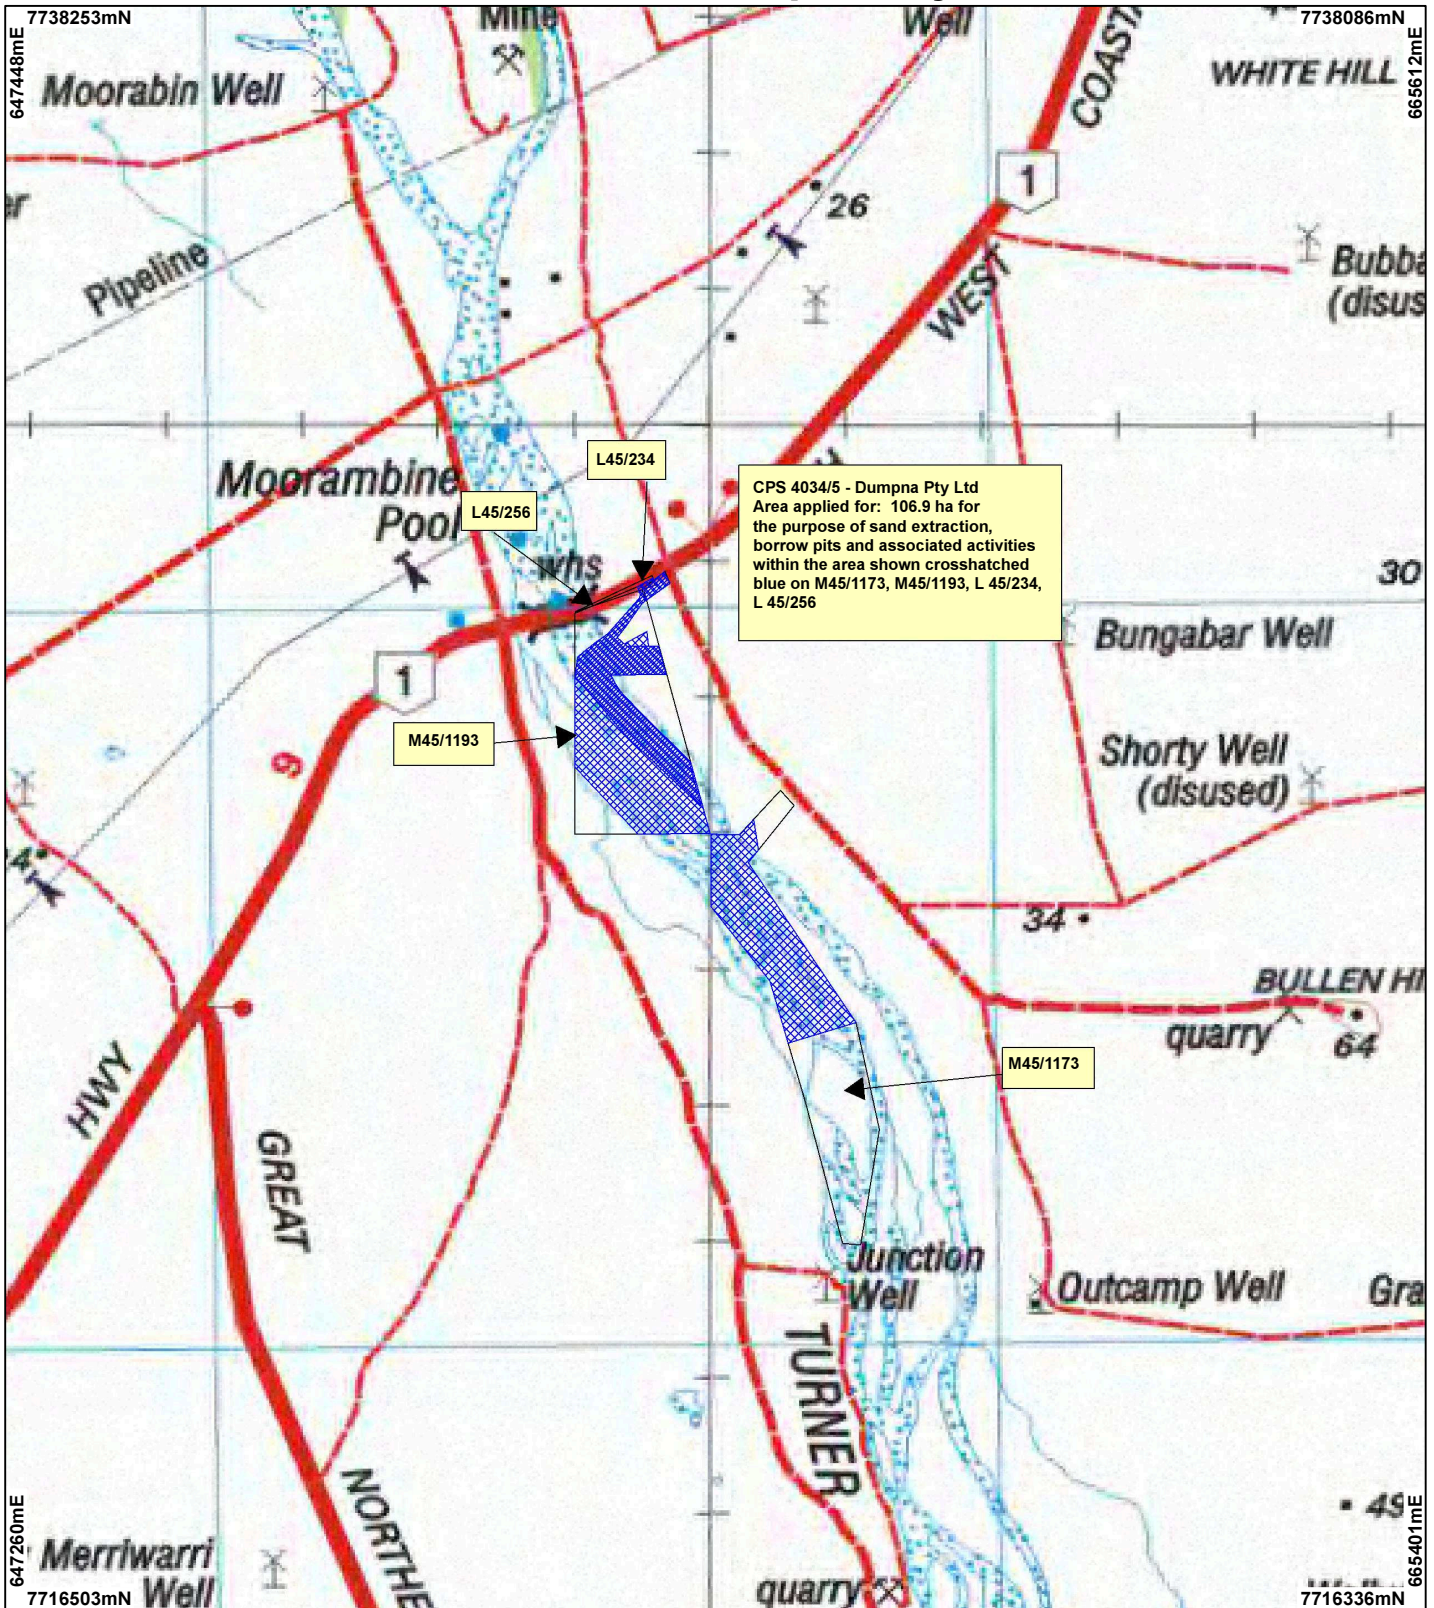 7738253mN
7738086mN
647448mE
665612mE
Mine
Well
COAST
WHITE HILL
Moorabin Well
1
26
er
Pipeline
WEST
Bubba
(disus
L45/234
Moorambine
Pool
L45/256
CPS 4034/5 - Dumpna Pty Ltd
Area applied for: 106.9 ha for
the purpose of sand extraction,
borrow pits and associated activities
within the area shown crosshatched
blue on M45/1173, M45/1193, L 45/234,
L 45/256
whs
30
Bungabar Well
1
M45/1193
9
Shorty Well
(disused)
4
34
BULLEN HI
quarry
64
M45/1173
HWY
GREAT
Junction
Well
Outcamp Well
Gra
TURNER
NORTHE
49
Merriwarri
Well
quarry
647260mE
665401mE
7716503mN
7716336mN